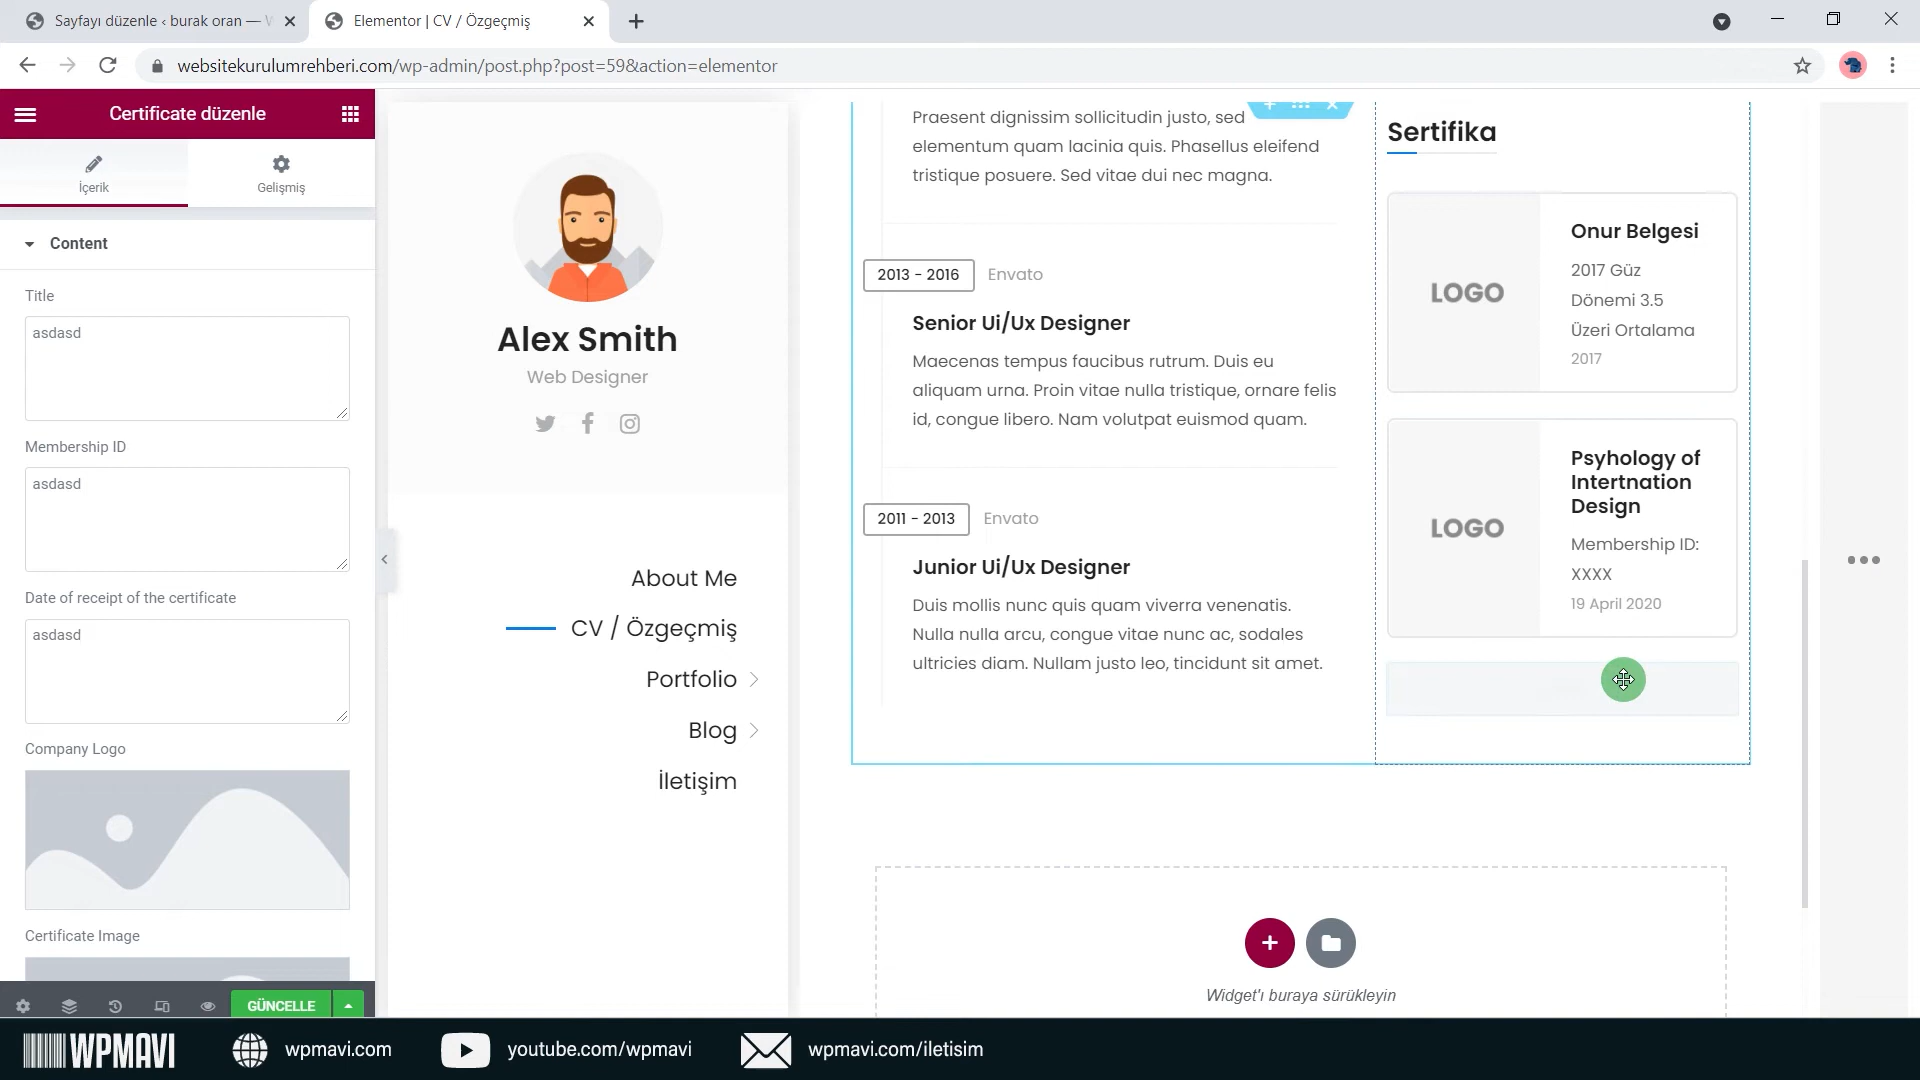 Sayfayı düzenle ‹ burak oran —
Elementor | CV / Özgeçmiş
websitekurulumrehberi.com/wp-admin/post.php?post=59&action=elementor
Certificate düzenle
İçerik
Gelişmiş
Content
Title
asdasd
Membership ID
asdasd
Date of receipt of the certificate
asdasd
Company Logo
Certificate Image
GÜNCELLE
Alex Smith
Web Designer
About Me
CV / Özgeçmiş
Portfolio
Blog
İletişim
Praesent dignissim sollicitudin justo, sed
elementum quam lacinia quis. Phasellus eleifend
tristique posuere. Sed vitae dui nec magna.
2013 - 2016 Envato
Senior Ui/Ux Designer
Maecenas tempus faucibus rutrum. Duis eu
aliquam urna. Proin vitae nulla tristique, ornare felis
id, congue libero. Nam volutpat euismod quam.
2011 - 2013 Envato
Junior Ui/Ux Designer
Duis mollis nunc quis quam viverra venenatis.
Nulla nulla arcu, congue vitae nunc ac, sodales
ultricies diam. Nullam justo leo, tincidunt sit amet.
Sertifika
LOGO
Onur Belgesi
2017 Güz
Dönemi 3.5
Üzeri Ortalama
2017
LOGO
Psyhology of
Intertnation
Design
Membership ID:
XXXX
19 April 2020
Widget'ı buraya sürükleyin
WPMAVI
wpmavi.com
youtube.com/wpmavi
wpmavi.com/iletisim